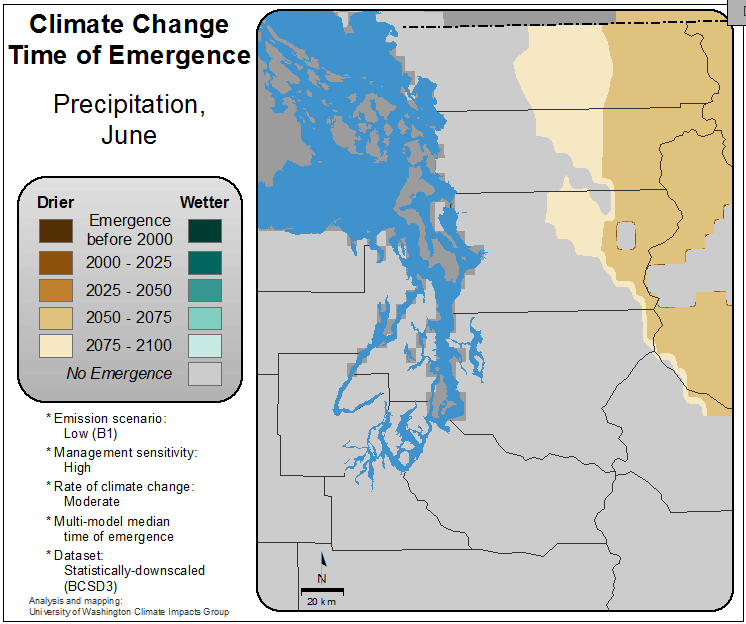 Climate Change
Time of Emergence
Precipitation,
June
Drier
Wetter
Emergence
before 2000
2000 - 2025
2025 - 2050
2050 - 2075
2075 - 2100
No Emergence
* Emission scenario:
Low (B1)
* Management sensitivity:
High
* Rate of climate change:
Moderate
* Multi-model median
time of emergence
* Dataset:
Statistically-downscaled
(BCSD3)
Analysis and mapping:
University of Washington Climate Impacts Group
N
20 km